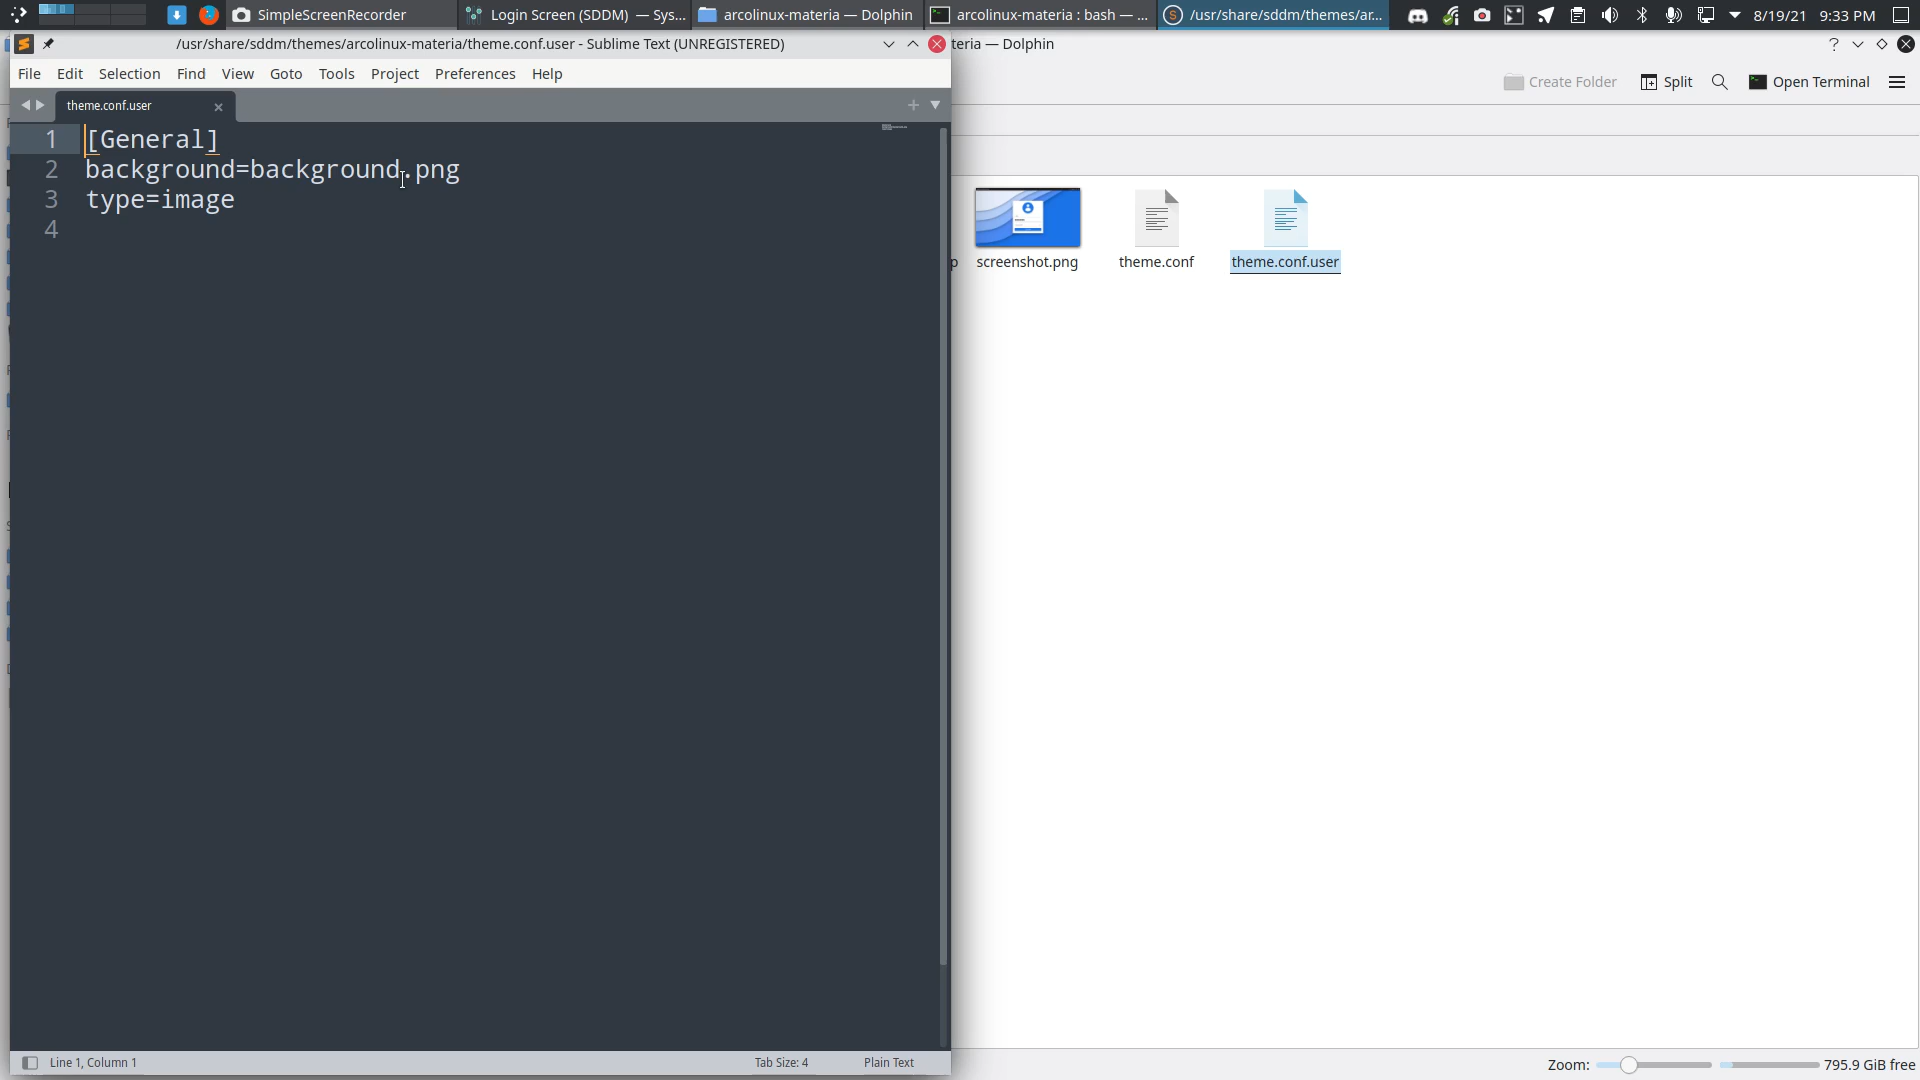 SimpleScreenRecorder
Login Screen (SDDM) — Sys...
arcolinux-materia — Dolphin
arcolinux-materia : bash — ...
/usr/share/sddm/themes/ar...
8/19/21 9:33 PM
/usr/share/sddm/themes/arcolinux-materia/theme.conf.user - Sublime Text (UNREGISTERED)
teria — Dolphin
File Edit Selection Find View Goto Tools Project Preferences Help
Create Folder Split Open Terminal
theme.conf.user
1 [General]
2 background=background.png
3 type=image
4
p screenshot.png theme.conf theme.conf.user
Line 1, Column 1
Tab Size: 4
Plain Text
Zoom:
795.9 GiB free